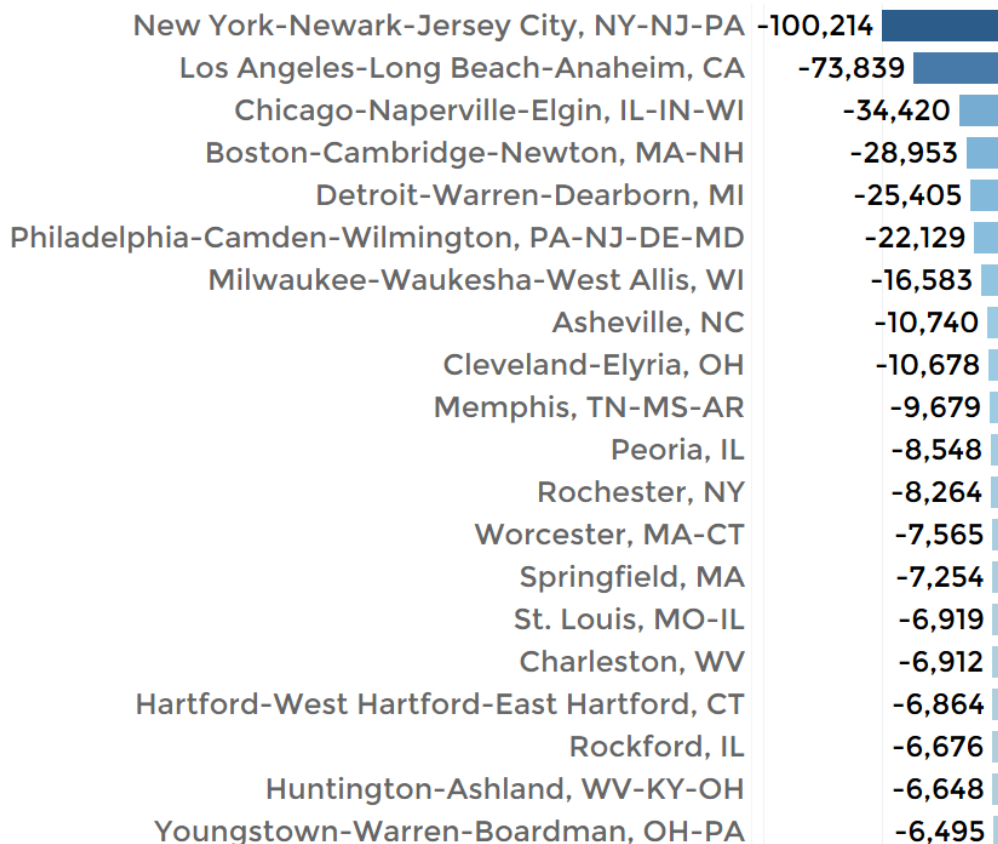 New York-Newark-Jersey City, NY-NJ-PA -100,214
Los Angeles-Long Beach-Anaheim, CA -73,839
Chicago-Naperville-Elgin, IL-IN-WI -34,420
Boston-Cambridge-Newton, MA-NH -28,953
Detroit-Warren-Dearborn, MI -25,405
Philadelphia-Camden-Wilmington, PA-NJ-DE-MD -22,129
Milwaukee-Waukesha-West Allis, WI -16,583
Asheville, NC -10,740
Cleveland-Elyria, OH -10,678
Memphis, TN-MS-AR -9,679
Peoria, IL -8,548
Rochester, NY -8,264
Worcester, MA-CT -7,565
Springfield, MA -7,254
St. Louis, MO-IL -6,919
Charleston, WV -6,912
Hartford-West Hartford-East Hartford, CT -6,864
Rockford, IL -6,676
Huntington-Ashland, WV-KY-OH -6,648
Youngstown-Warren-Boardman, OH-PA -6,495